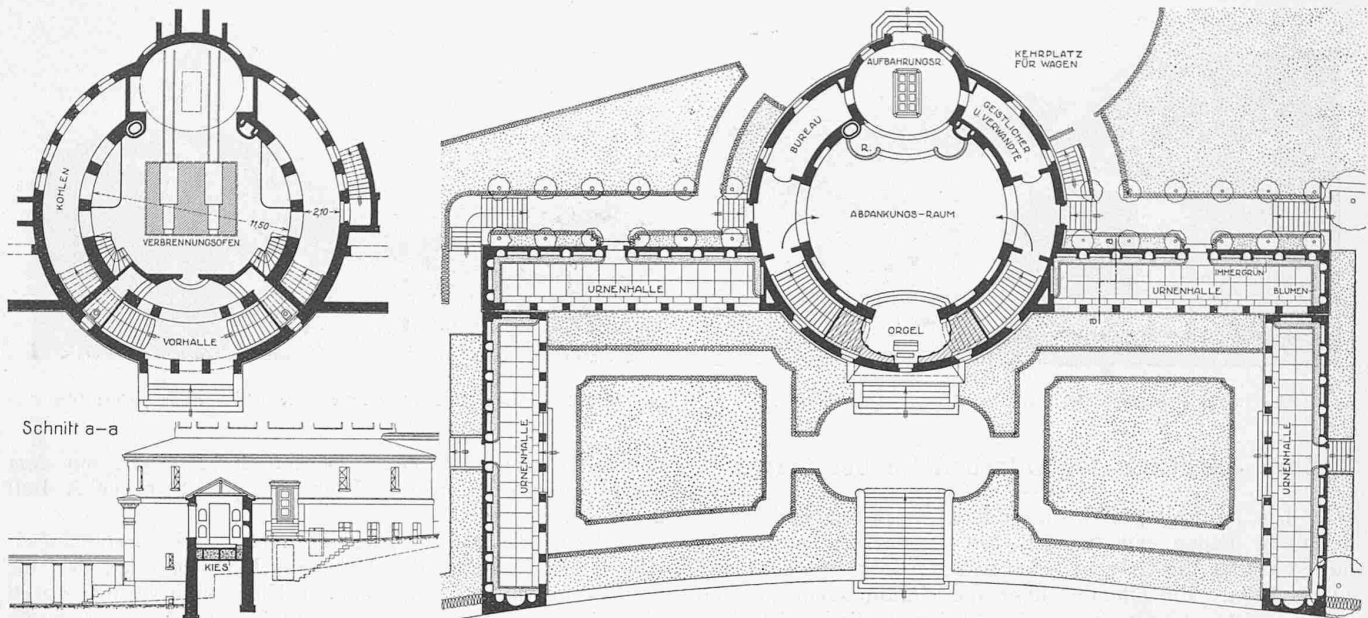 KOHLEN
VERBRENNUNGSOFEN
11,50
2,10
VORHALLE
Schnitt a-a
KIES
KEHRPLATZ
FÜR WAGEN
AUFBAHRUNGSR.
BUREAU
GEISTLICHER
U. VERWANDTE
R.
ABDANKUNGS-RAUM
URNENHALLE
ORGEL
a
IMMERGRÜN
URNENHALLE
BLUMEN
a
URNENHALLE
URNENHALLE